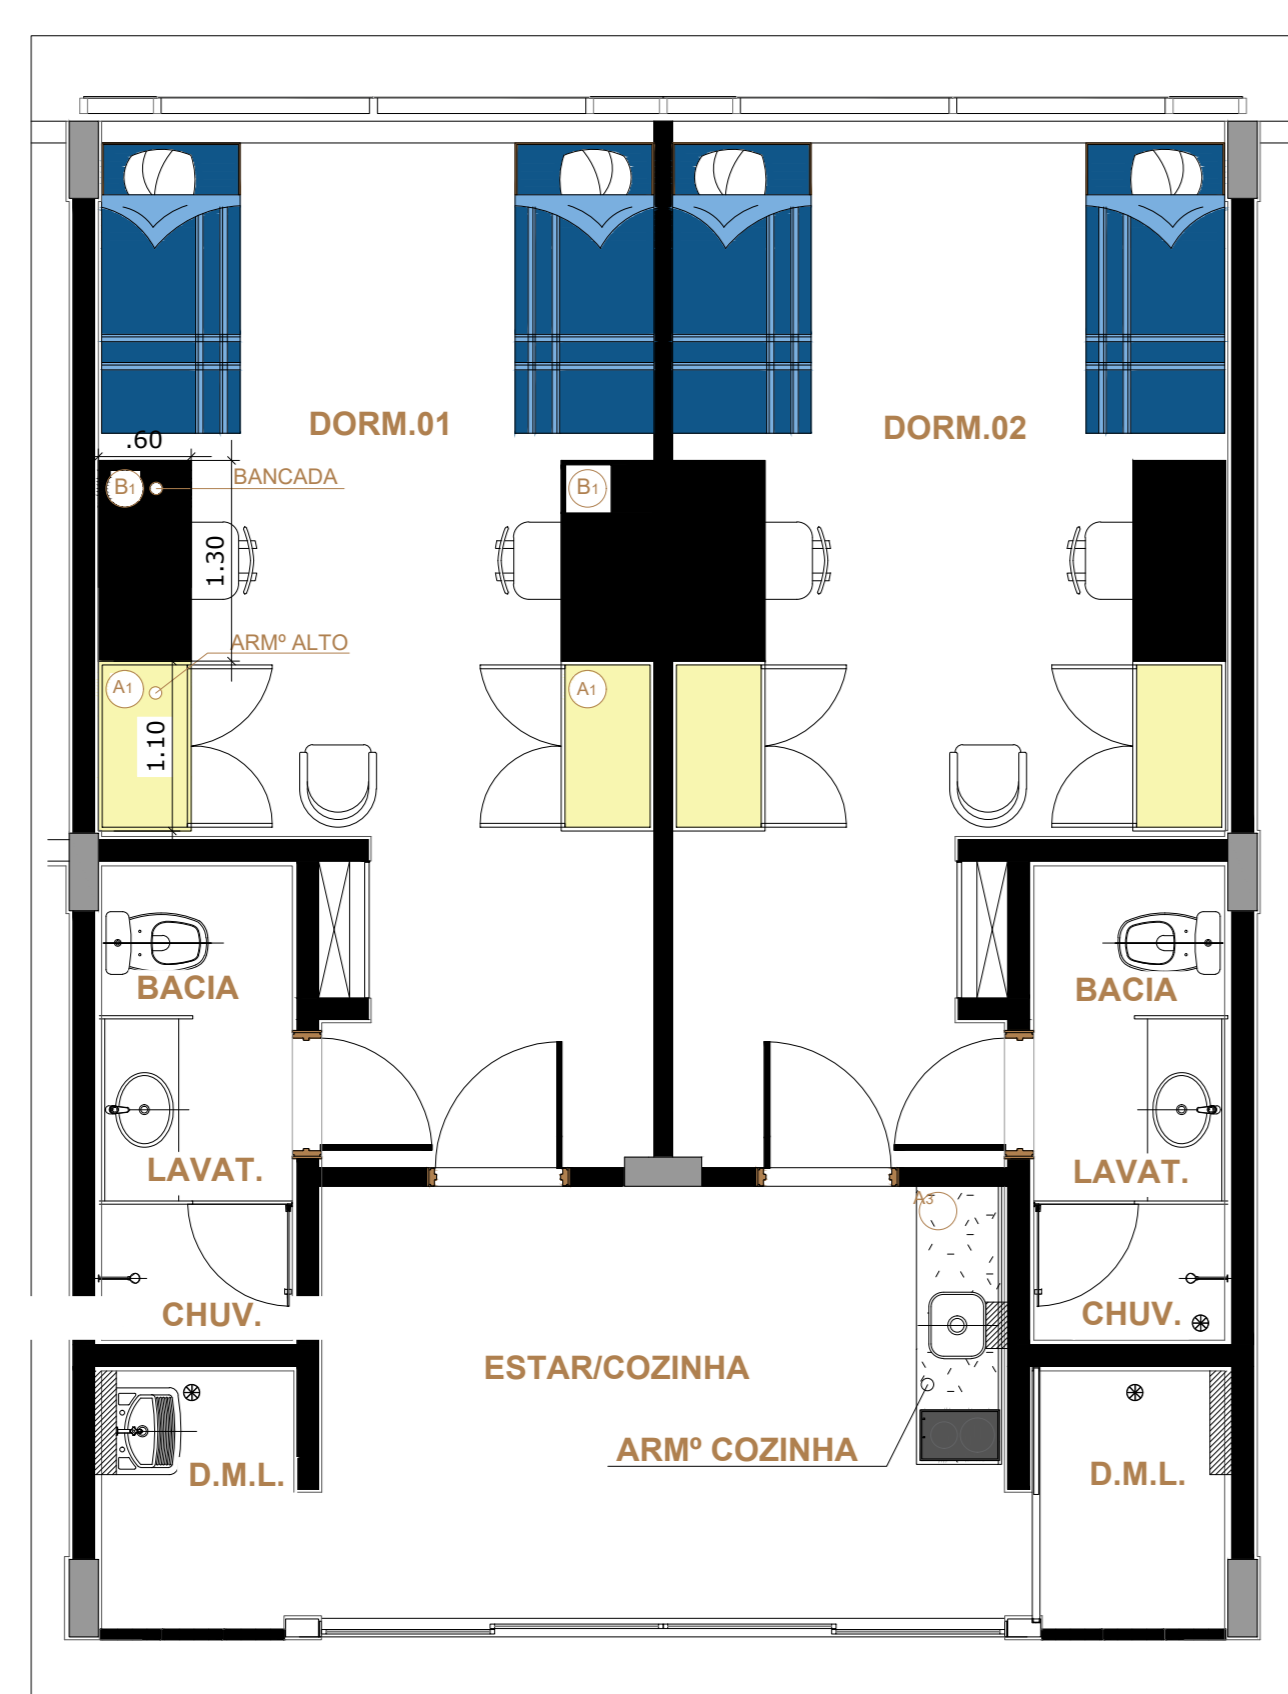 DORM.01
DORM.02
.60
B1
BANCADA
B1
1.30
ARMº ALTO
A1
A1
1.10
BACIA
BACIA
LAVAT.
LAVAT.
A3
CHUV.
CHUV.
ESTAR/COZINHA
ARMº COZINHA
D.M.L.
D.M.L.